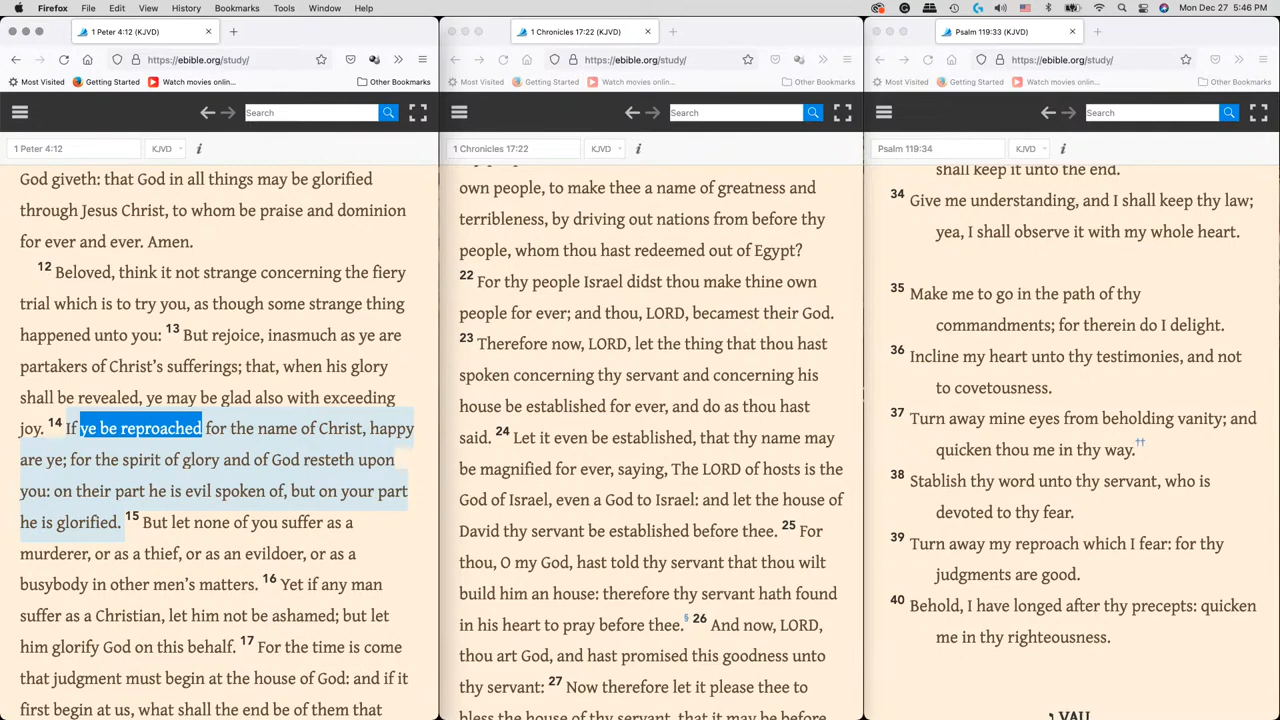 Firefox File Edit View History Bookmarks Tools Window Help Mon Dec 27 5:46 PM
1 Peter 4:12 (KJVD)
https://ebible.org/study/
Most Visited Getting Started Watch movies onlin... Other Bookmarks
Search
1 Peter 4:12 KJVD i
God giveth: that God in all things may be glorified
through Jesus Christ, to whom be praise and dominion
for ever and ever. Amen.
12 Beloved, think it not strange concerning the fiery
trial which is to try you, as though some strange thing
happened unto you: 13 But rejoice, inasmuch as ye are
partakers of Christ’s sufferings; that, when his glory
shall be revealed, ye may be glad also with exceeding
joy. 14 If ye be reproached for the name of Christ, happy
are ye; for the spirit of glory and of God resteth upon
you: on their part he is evil spoken of, but on your part
he is glorified. 15 But let none of you suffer as a
murderer, or as a thief, or as an evildoer, or as a
busybody in other men’s matters. 16 Yet if any man
suffer as a Christian, let him not be ashamed; but let
him glorify God on this behalf. 17 For the time is come
that judgment must begin at the house of God: and if it
first begin at us, what shall the end be of them that
1 Chronicles 17:22 (KJVD)
https://ebible.org/study/
Most Visited Getting Started Watch movies onlin... Other Bookmarks
Search
1 Chronicles 17:22 KJVD i
own people, to make thee a name of greatness and
terribleness, by driving out nations from before thy
people, whom thou hast redeemed out of Egypt?
22 For thy people Israel didst thou make thine own
people for ever; and thou, LORD, becamest their God.
23 Therefore now, LORD, let the thing that thou hast
spoken concerning thy servant and concerning his
house be established for ever, and do as thou hast
said. 24 Let it even be established, that thy name may
be magnified for ever, saying, The LORD of hosts is the
God of Israel, even a God to Israel: and let the house of
David thy servant be established before thee. 25 For
thou, O my God, hast told thy servant that thou wilt
build him an house: therefore thy servant hath found
in his heart to pray before thee.§ 26 And now, LORD,
thou art God, and hast promised this goodness unto
thy servant: 27 Now therefore let it please thee to
bless the house of thy servant, that it may be before
Psalm 119:33 (KJVD)
https://ebible.org/study/
Most Visited Getting Started Watch movies onlin... Other Bookmarks
Search
Psalm 119:34 KJVD i
shall keep it unto the end.
34 Give me understanding, and I shall keep thy law;
yea, I shall observe it with my whole heart.
35 Make me to go in the path of thy
commandments; for therein do I delight.
36 Incline my heart unto thy testimonies, and not
to covetousness.
37 Turn away mine eyes from beholding vanity; and
quicken thou me in thy way.††
38 Stablish thy word unto thy servant, who is
devoted to thy fear.
39 Turn away my reproach which I fear: for thy
judgments are good.
40 Behold, I have longed after thy precepts: quicken
me in thy righteousness.
ו VAU